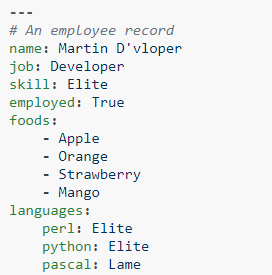 ---
# An employee record
name: Martin D'vloper
job: Developer
skill: Elite
employed: True
foods:
    - Apple
    - Orange
    - Strawberry
    - Mango
languages:
    perl: Elite
    python: Elite
    pascal: Lame